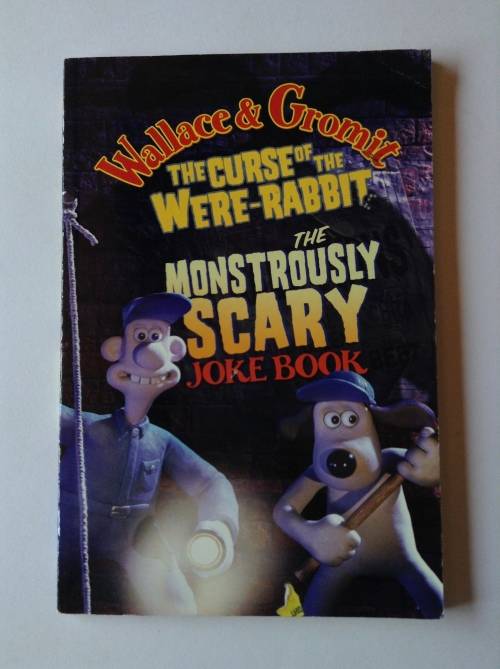 Wallace & Gromit
THE CURSE OF THE
WERE-RABBIT
THE
MONSTROUSLY
SCARY
JOKE BOOK